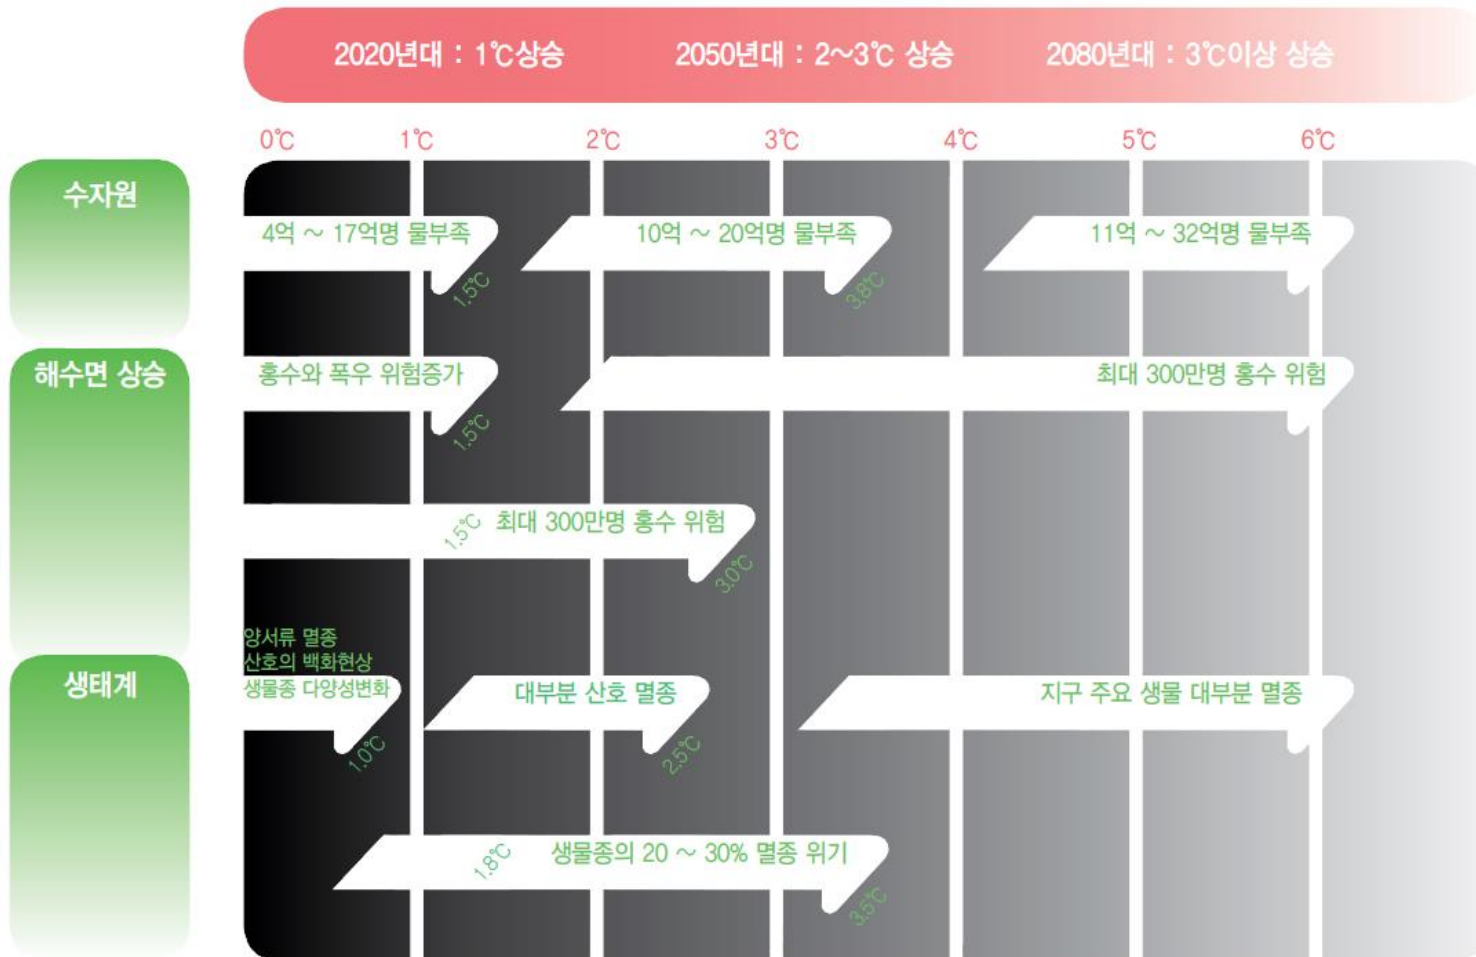 2020년대 : 1℃상승 2050년대 : 2~3℃ 상승 2080년대 : 3℃이상 상승
0℃ 1℃ 2℃ 3℃ 4℃ 5℃ 6℃
수자원
4억 ~ 17억명 물부족 10억 ~ 20억명 물부족 11억 ~ 32억명 물부족
1.5℃ 3.8℃
해수면 상승
홍수와 폭우 위험증가 최대 300만명 홍수 위험
1.5℃
1.5℃ 최대 300만명 홍수 위험
3.0℃
양서류 멸종
산호의 백화현상
생물종 다양성변화
생태계
대부분 산호 멸종 지구 주요 생물 대부분 멸종
1.0℃ 2.5℃
1.8℃ 생물종의 20 ~ 30% 멸종 위기
3.5℃